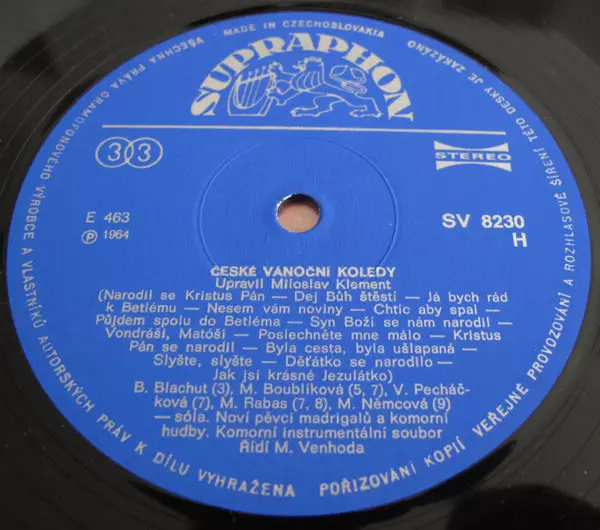 MADE IN CZECHOSLOVAKIA
VŠECHNA PRÁVA GRAMOFONOVÉHO VÝROBCE A VLASTNÍKŮ AUTORSKÝCH PRÁV K DÍLU VYHRAŽENA
POŘIZOVÁNÍ KOPIÍ VEŘEJNÉ PROVOZOVÁNÍ A ROZHLASOVÉ ŠÍŘENÍ TÉTO DESKY JE ZAKÁZÁNO
SUPRAPHON
33
STEREO
E 463
Ⓟ 1964
SV 8230
H
ČESKÉ VÁNOČNÍ KOLEDY
Upravil Miloslav Klement
(Narodil se Kristus Pán — Dej Bůh štěstí — Já bych rád
k Betlému — Nesem vám noviny — Chtíc aby spal —
Půjdem spolu do Betléma — Syn Boží se nám narodil —
Vondráši, Matóši — Poslechněte mne málo — Kristus
Pán se narodil — Byla cesta, byla ušlapaná —
Slyšte, slyšte — Děťátko se narodilo —
Jak jsi krásné Jezulátko)
B. Blachut (3), M. Boublíková (5, 7), V. Pecháč-
ková (7), M. Rabas (7, 8), M. Němcová (9)
— sóla. Noví pěvci madrigalů a komorní
hudby. Komorní instrumentální soubor
Řídí M. Venhoda